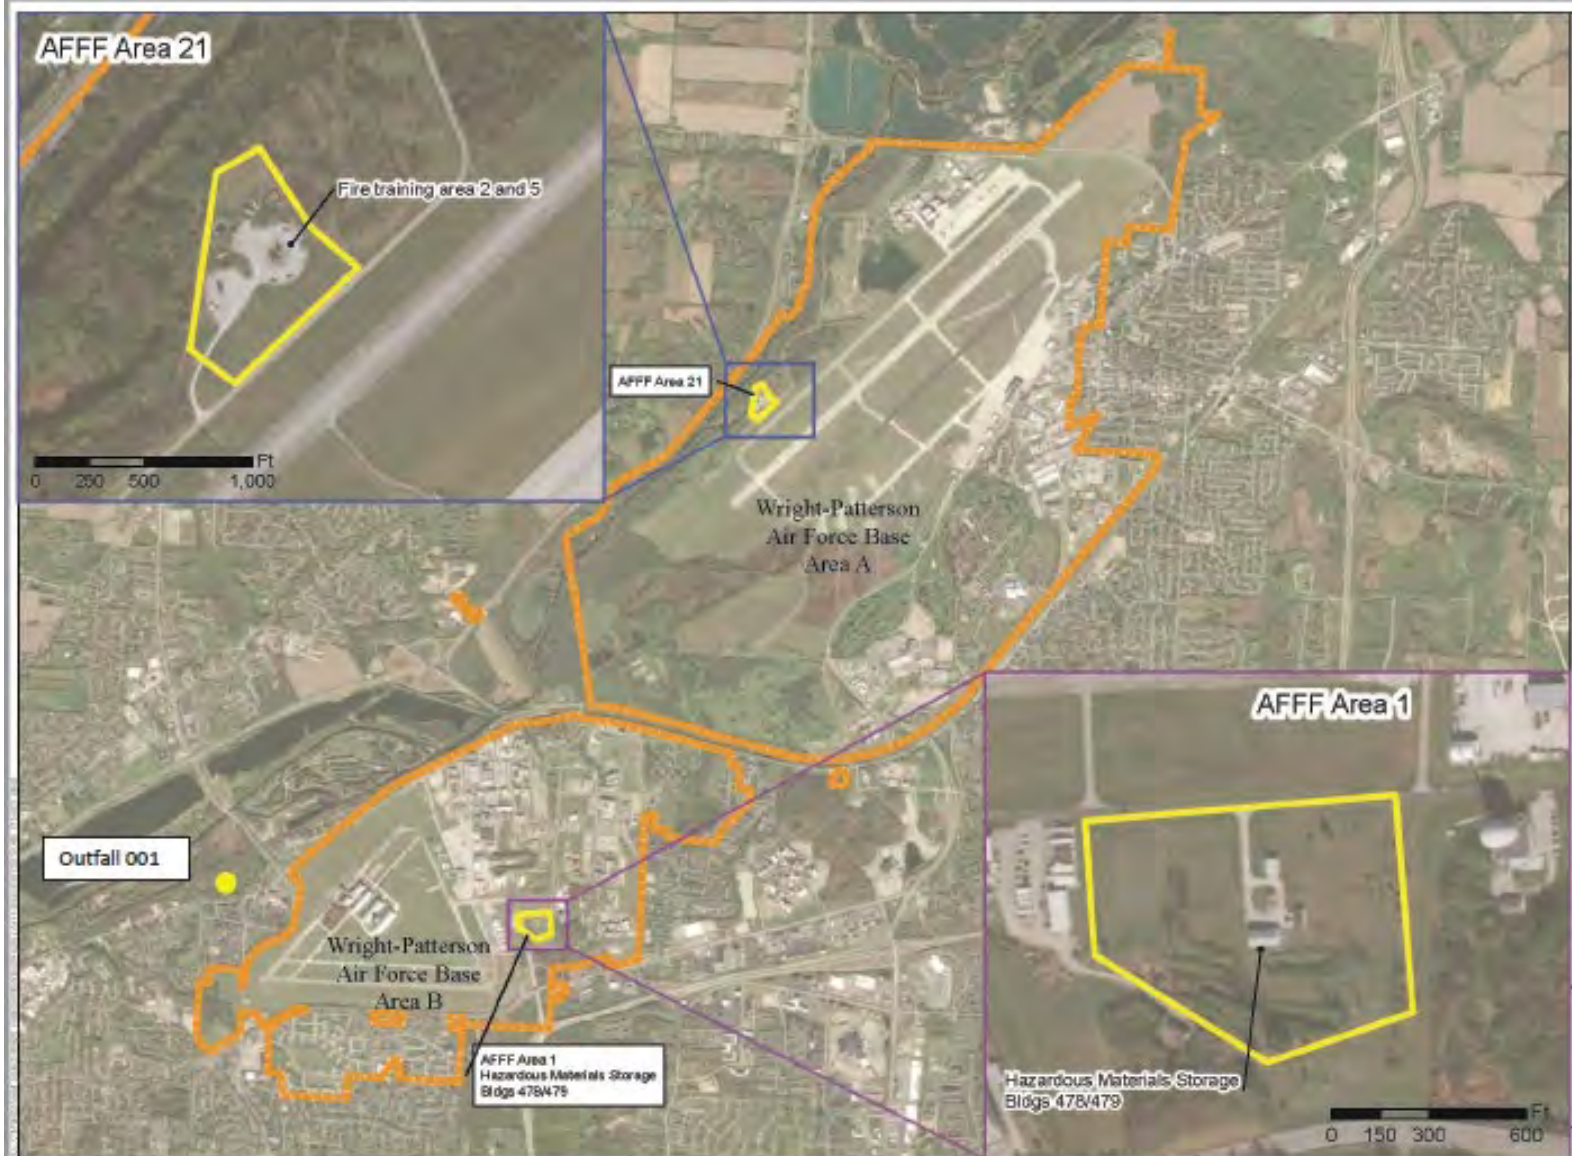 AFFF Area 21
Fire training area 2 and 5
Ft
0 250 500 1,000
AFFF Area 21
Wright-Patterson
Air Force Base
Area A
AFFF Area 1
Outfall 001
Wright-Patterson
Air Force Base
Area B
AFFF Area 1
Hazardous Materials Storage
Bldgs 478/479
Hazardous Materials Storage
Bldgs 478/479
Ft
0 150 300 600